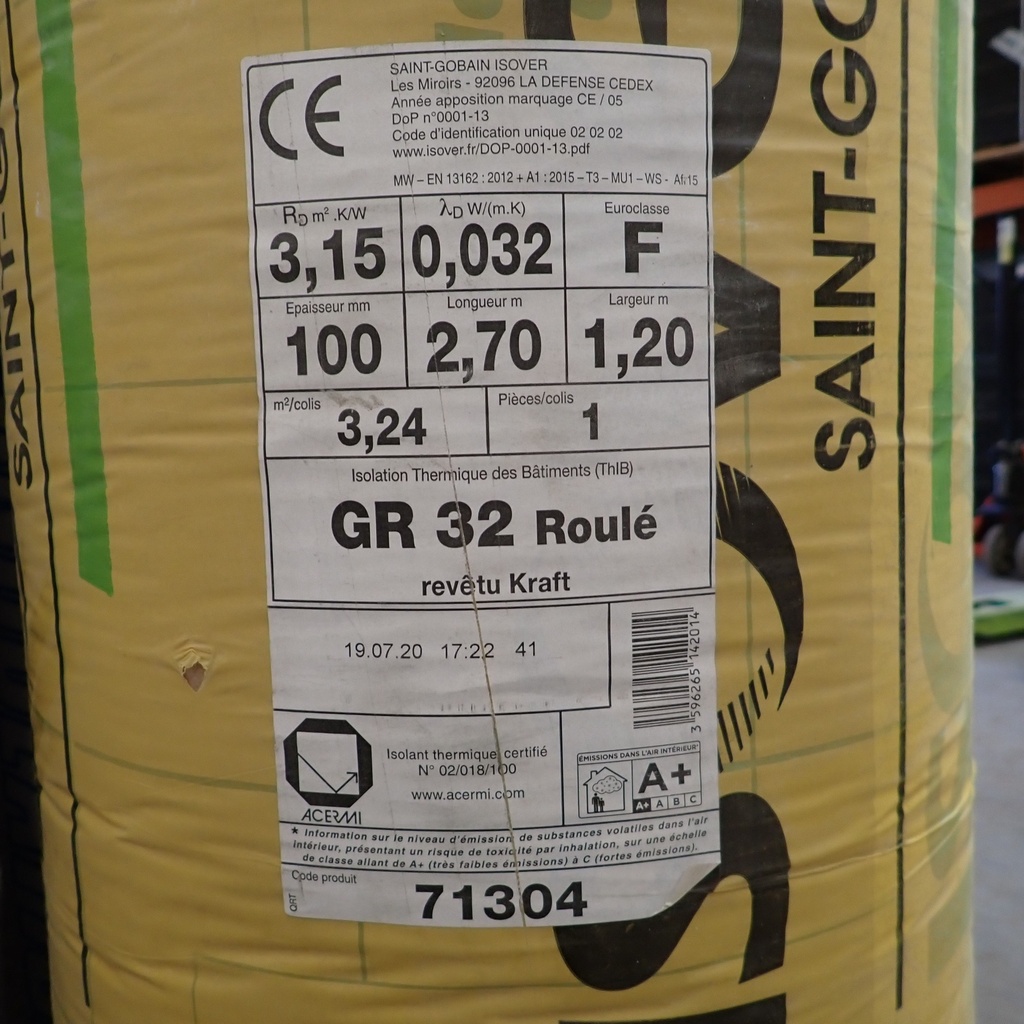 CE
SAINT-GOBAIN ISOVER
Les Miroirs - 92096 LA DEFENSE CEDEX
Année apposition marquage CE / 05
DoP n°0001-13
Code d'identification unique 02 02 02
www.isover.fr/DOP-0001-13.pdf
MW – EN 13162 : 2012 + A1 : 2015 – T3 – MU1 – WS - Afr15
RD m² .K/W
3,15
λD W/(m.K)
0,032
Euroclasse
F
Epaisseur mm
100
Longueur m
2,70
Largeur m
1,20
m²/colis
3,24
Pièces/colis
1
Isolation Thermique des Bâtiments (ThIB)
GR 32 Roulé
revêtu Kraft
19.07.20 17:22 41
3 596265 142014
ACERMI
Isolant thermique certifié
N° 02/018/100
www.acermi.com
ÉMISSIONS DANS L'AIR INTÉRIEUR*
A+
A+ A B C
* Information sur le niveau d'émission de substances volatiles dans l'air
intérieur, présentant un risque de toxicité par inhalation, sur une échelle
de classe allant de A+ (très faibles émissions) à C (fortes émissions).
QRT
Code produit
71304
SAINT-GO
SAINT-G